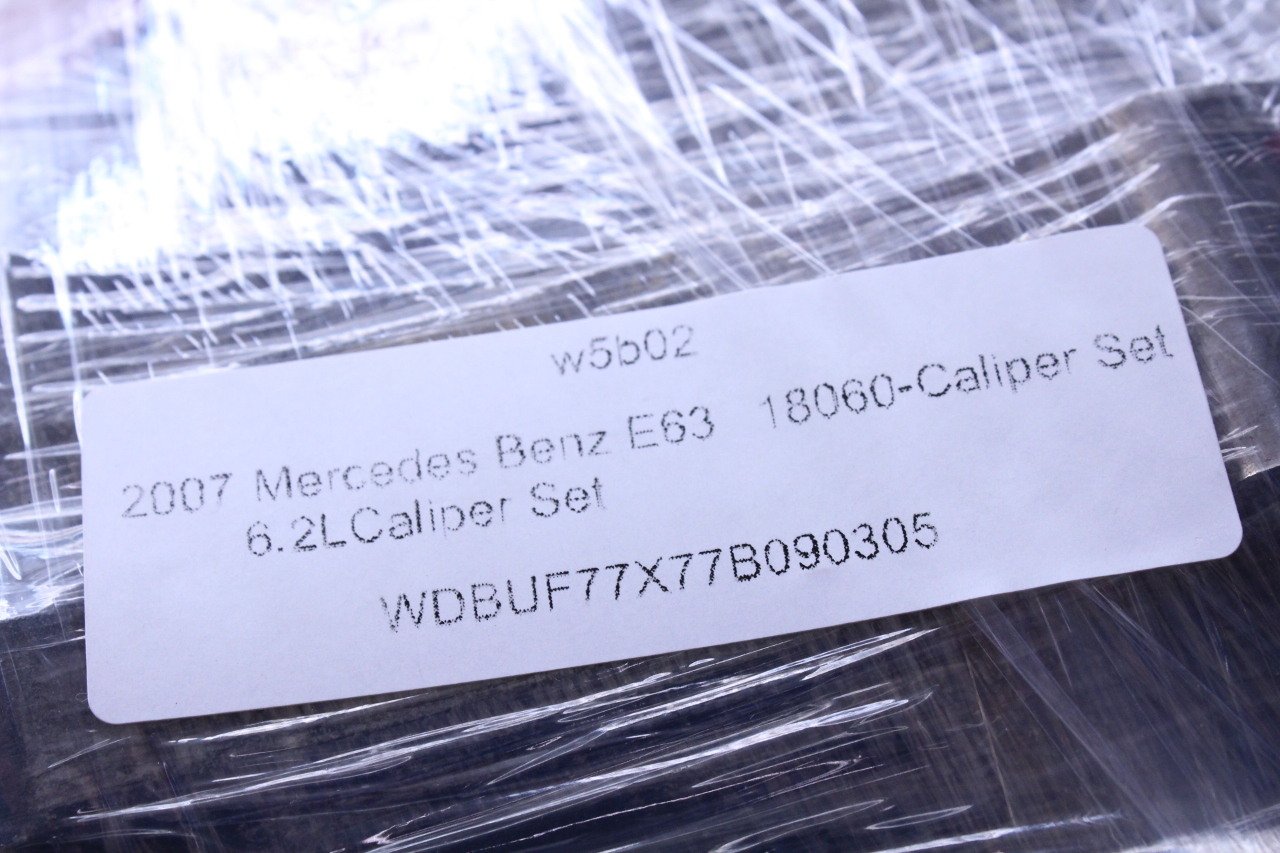 w5b02
2007 Mercedes Benz E63 18060-Caliper Set
6.2LCaliper Set
WDBUF77X77B090305